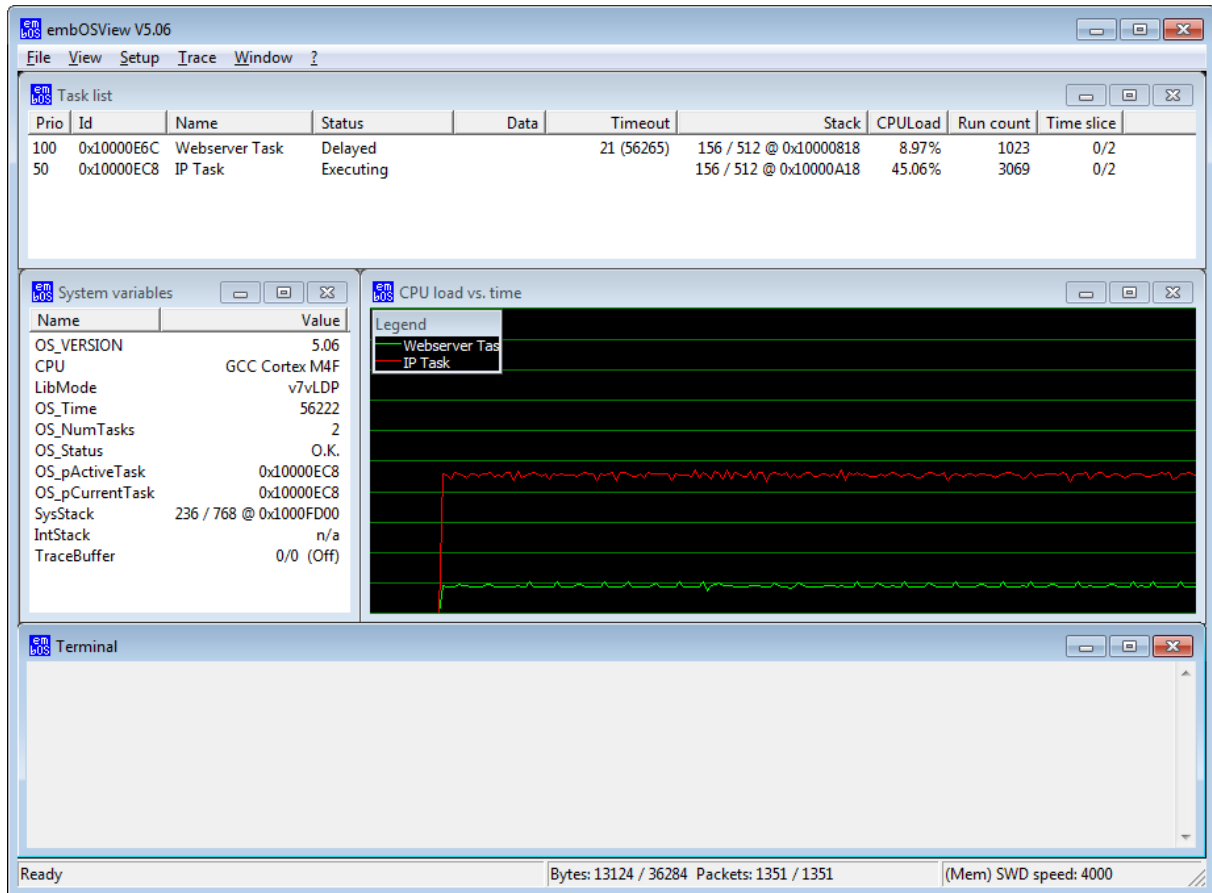 embOSView V5.06
File View Setup Trace Window ?
Task list
Prio Id Name Status Data Timeout Stack CPULoad Run count Time slice
100 0x10000E6C Webserver Task Delayed 21 (56265) 156 / 512 @ 0x10000818 8.97% 1023 0/2
50 0x10000EC8 IP Task Executing 156 / 512 @ 0x10000A18 45.06% 3069 0/2
System variables
Name Value
OS_VERSION 5.06
CPU GCC Cortex M4F
LibMode v7vLDP
OS_Time 56222
OS_NumTasks 2
OS_Status O.K.
OS_pActiveTask 0x10000EC8
OS_pCurrentTask 0x10000EC8
SysStack 236 / 768 @ 0x1000FD00
IntStack n/a
TraceBuffer 0/0 (Off)
CPU load vs. time
Legend
Webserver Tas
IP Task
Terminal
Ready Bytes: 13124 / 36284 Packets: 1351 / 1351 (Mem) SWD speed: 4000